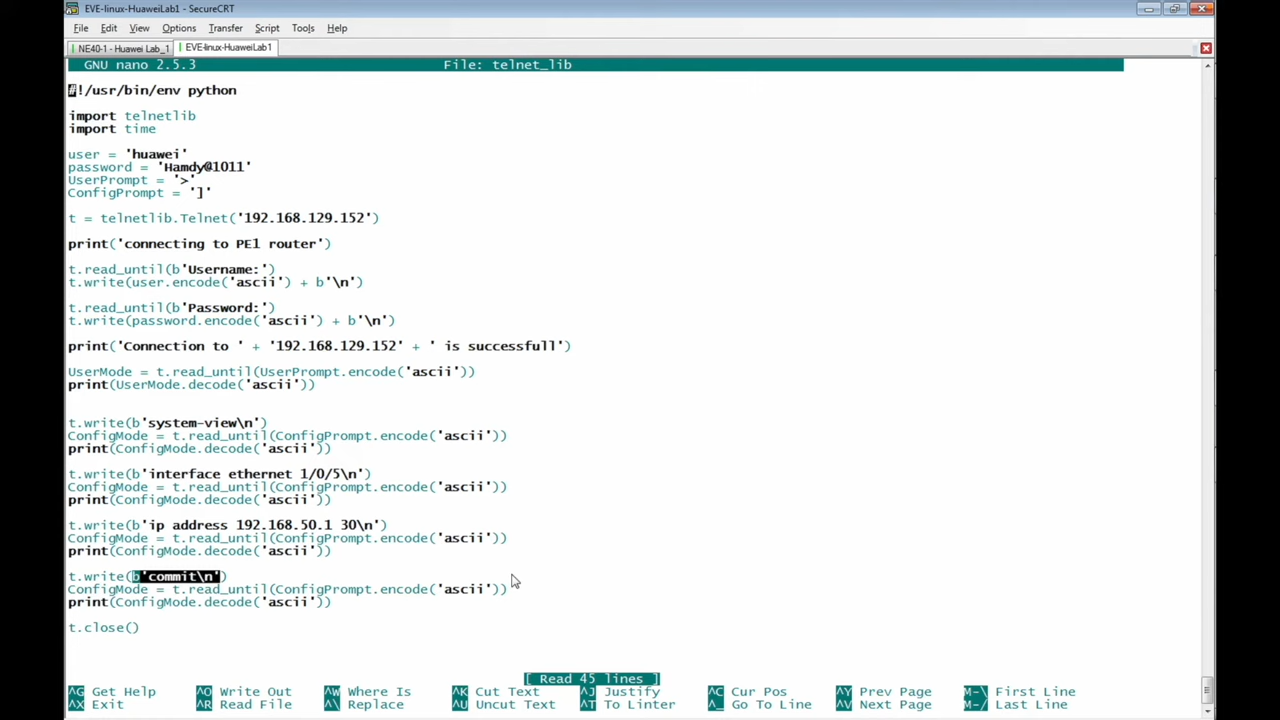 EVE-linux-HuaweiLab1 - SecureCRT
File Edit View Options Transfer Script Tools Help
NE40-1 - Huawei Lab_1 EVE-linux-HuaweiLab1
GNU nano 2.5.3 File: telnet_lib
#!/usr/bin/env python
import telnetlib
import time
user = 'huawei'
password = 'Hamdy@1011'
UserPrompt = '>'
ConfigPrompt = ']'
t = telnetlib.Telnet('192.168.129.152')
print('connecting to PE1 router')
t.read_until(b'Username:')
t.write(user.encode('ascii') + b'\n')
t.read_until(b'Password:')
t.write(password.encode('ascii') + b'\n')
print('Connection to ' + '192.168.129.152' + ' is successfull')
UserMode = t.read_until(UserPrompt.encode('ascii'))
print(UserMode.decode('ascii'))
t.write(b'system-view\n')
ConfigMode = t.read_until(ConfigPrompt.encode('ascii'))
print(ConfigMode.decode('ascii'))
t.write(b'interface ethernet 1/0/5\n')
ConfigMode = t.read_until(ConfigPrompt.encode('ascii'))
print(ConfigMode.decode('ascii'))
t.write(b'ip address 192.168.50.1 30\n')
ConfigMode = t.read_until(ConfigPrompt.encode('ascii'))
print(ConfigMode.decode('ascii'))
t.write(b'commit\n')
ConfigMode = t.read_until(ConfigPrompt.encode('ascii'))
print(ConfigMode.decode('ascii'))
t.close()
[ Read 45 lines ]
^G Get Help ^O Write Out ^W Where Is ^K Cut Text ^J Justify ^C Cur Pos ^Y Prev Page M-\ First Line
^X Exit ^R Read File ^\ Replace ^U Uncut Text ^T To Linter ^_ Go To Line ^V Next Page M-/ Last Line